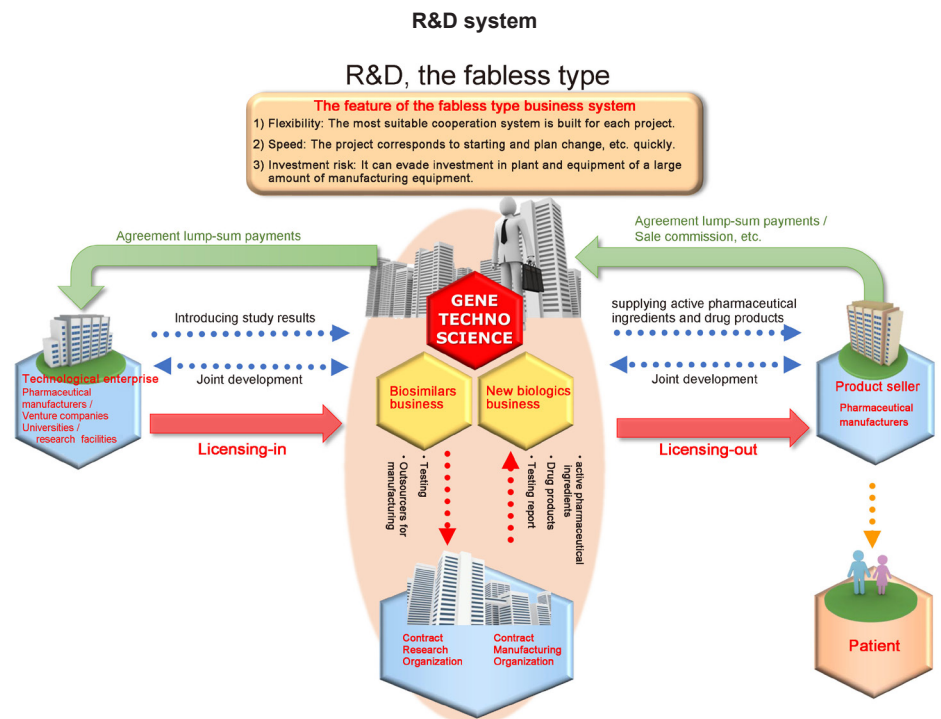 R&D system
R&D, the fabless type
The feature of the fabless type business system
1) Flexibility: The most suitable cooperation system is built for each project.
2) Speed: The project corresponds to starting and plan change, etc. quickly.
3) Investment risk: It can evade investment in plant and equipment of a large
amount of manufacturing equipment.
Agreement lump-sum payments
Agreement lump-sum payments /
Sale commission, etc.
GENE
TECHNO
SCIENCE
Introducing study results
Joint development
supplying active pharmaceutical
ingredients and drug products
Joint development
Technological enterprise
Pharmaceutical
manufacturers /
Venture companies
Universities /
research facilities
Biosimilars
business
New biologics
business
Product seller
Pharmaceutical
manufacturers
Licensing-in
Licensing-out
• Testing
• Outsourcers for
manufacturing
• active pharmaceutical
ingredients
• Drug products
• Testing report
Contract
Research
Organization
Contract
Manufacturing
Organization
Patient